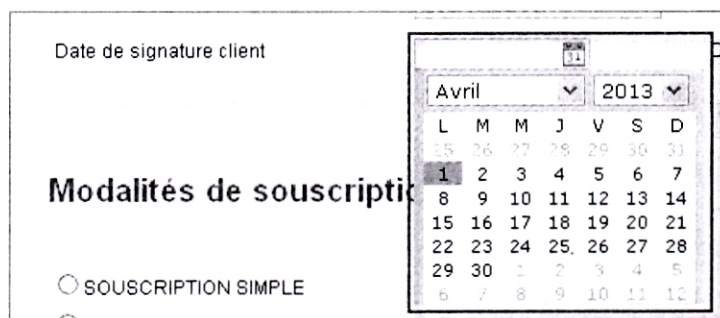 Date de signature client
31
Avril 2013
L M M J V S D
25 26 27 28 29 30 31
1 2 3 4 5 6 7
8 9 10 11 12 13 14
15 16 17 18 19 20 21
22 23 24 25 26 27 28
29 30 1 2 3 4 5
6 7 8 9 10 11 12
Modalités de souscriptic
SOUSCRIPTION SIMPLE